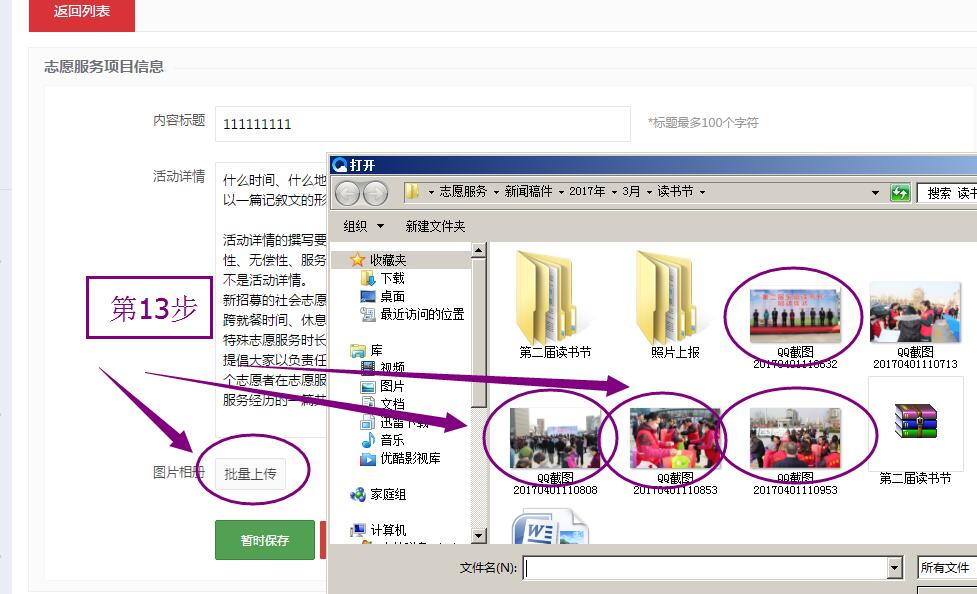 返回列表
志愿服务项目信息
内容标题
111111111
*标题最多100个字符
活动详情
什么时间、什么地
以一篇记叙文的形
活动详情的撰写要
性、无偿性、服务
不是活动详情。
新招募的社会志愿
跨就餐时间、休息
特殊志愿服务时长
提倡大家以负责任
个志愿者在志愿服
服务经历的一篇共
第13步
图片相册
批量上传
暂时保存
打开
志愿服务
新闻稿件
2017年
3月
读书节
搜索 读书
组织
新建文件夹
收藏夹
下载
桌面
最近访问的位置
库
视频
图片
文档
迅雷下载
音乐
优酷影视库
家庭组
计算机
第二届读书节
照片上报
QQ截图
20170401110632
QQ截图
20170401110713
QQ截图
20170401110808
QQ截图
20170401110853
QQ截图
20170401110953
第二届读书节
文件名(N):
所有文件